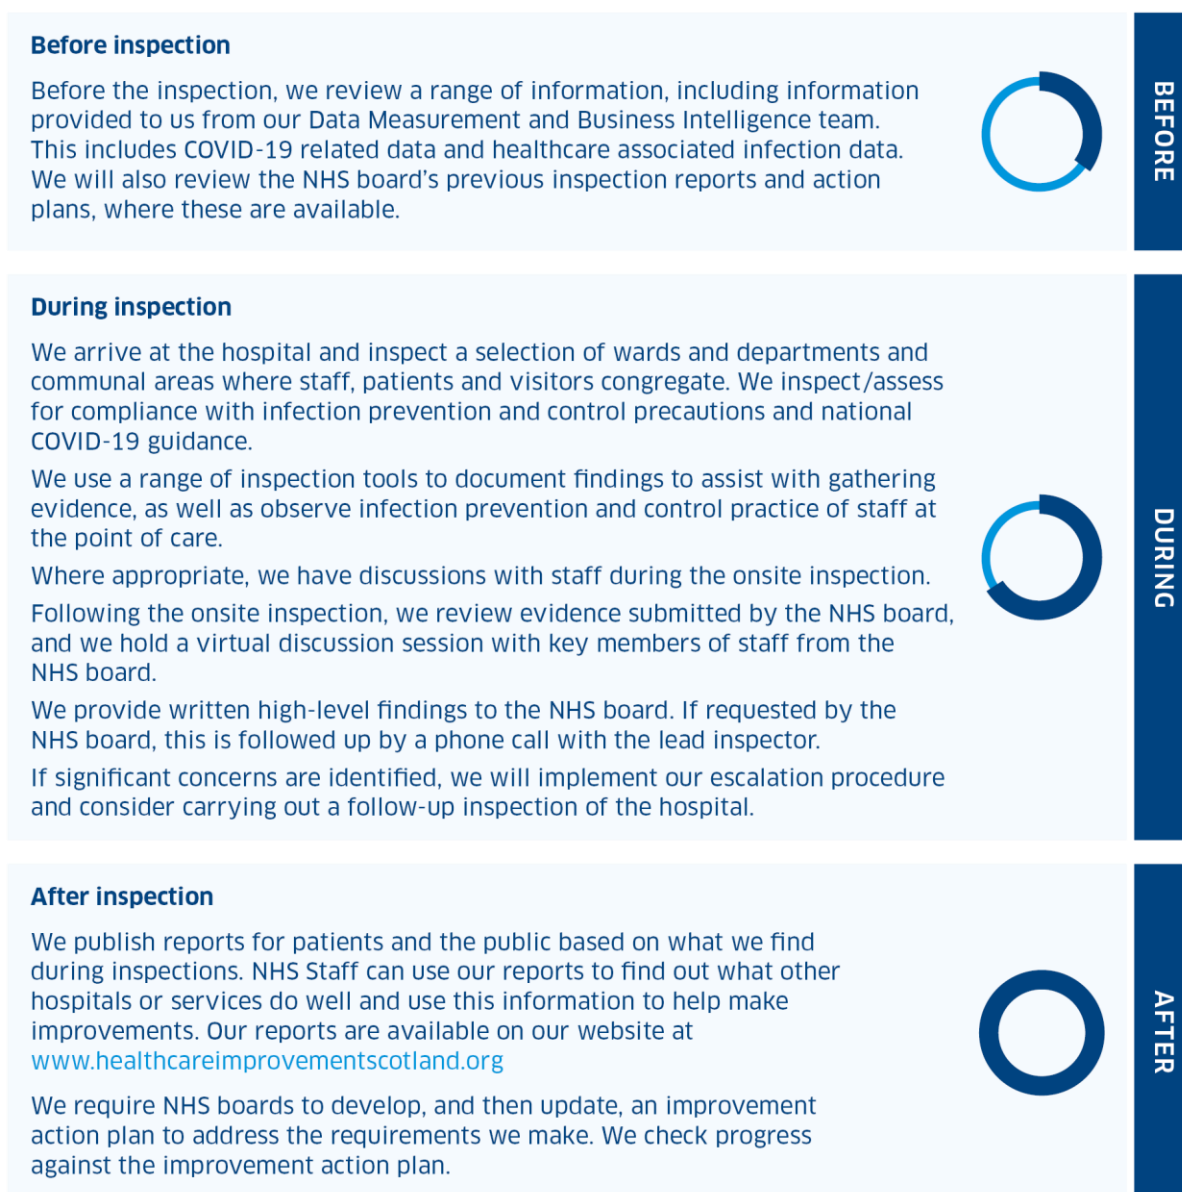 Before inspection
Before the inspection, we review a range of information, including information
provided to us from our Data Measurement and Business Intelligence team.
This includes COVID-19 related data and healthcare associated infection data.
We will also review the NHS board's previous inspection reports and action
plans, where these are available.
BEFORE
During inspection
We arrive at the hospital and inspect a selection of wards and departments and
communal areas where staff, patients and visitors congregate. We inspect/assess
for compliance with infection prevention and control precautions and national
COVID-19 guidance.
We use a range of inspection tools to document findings to assist with gathering
evidence, as well as observe infection prevention and control practice of staff at
the point of care.
Where appropriate, we have discussions with staff during the onsite inspection.
Following the onsite inspection, we review evidence submitted by the NHS board,
and we hold a virtual discussion session with key members of staff from the
NHS board.
We provide written high-level findings to the NHS board. If requested by the
NHS board, this is followed up by a phone call with the lead inspector.
If significant concerns are identified, we will implement our escalation procedure
and consider carrying out a follow-up inspection of the hospital.
DURING
After inspection
We publish reports for patients and the public based on what we find
during inspections. NHS Staff can use our reports to find out what other
hospitals or services do well and use this information to help make
improvements. Our reports are available on our website at
www.healthcareimprovementscotland.org
We require NHS boards to develop, and then update, an improvement
action plan to address the requirements we make. We check progress
against the improvement action plan.
AFTER